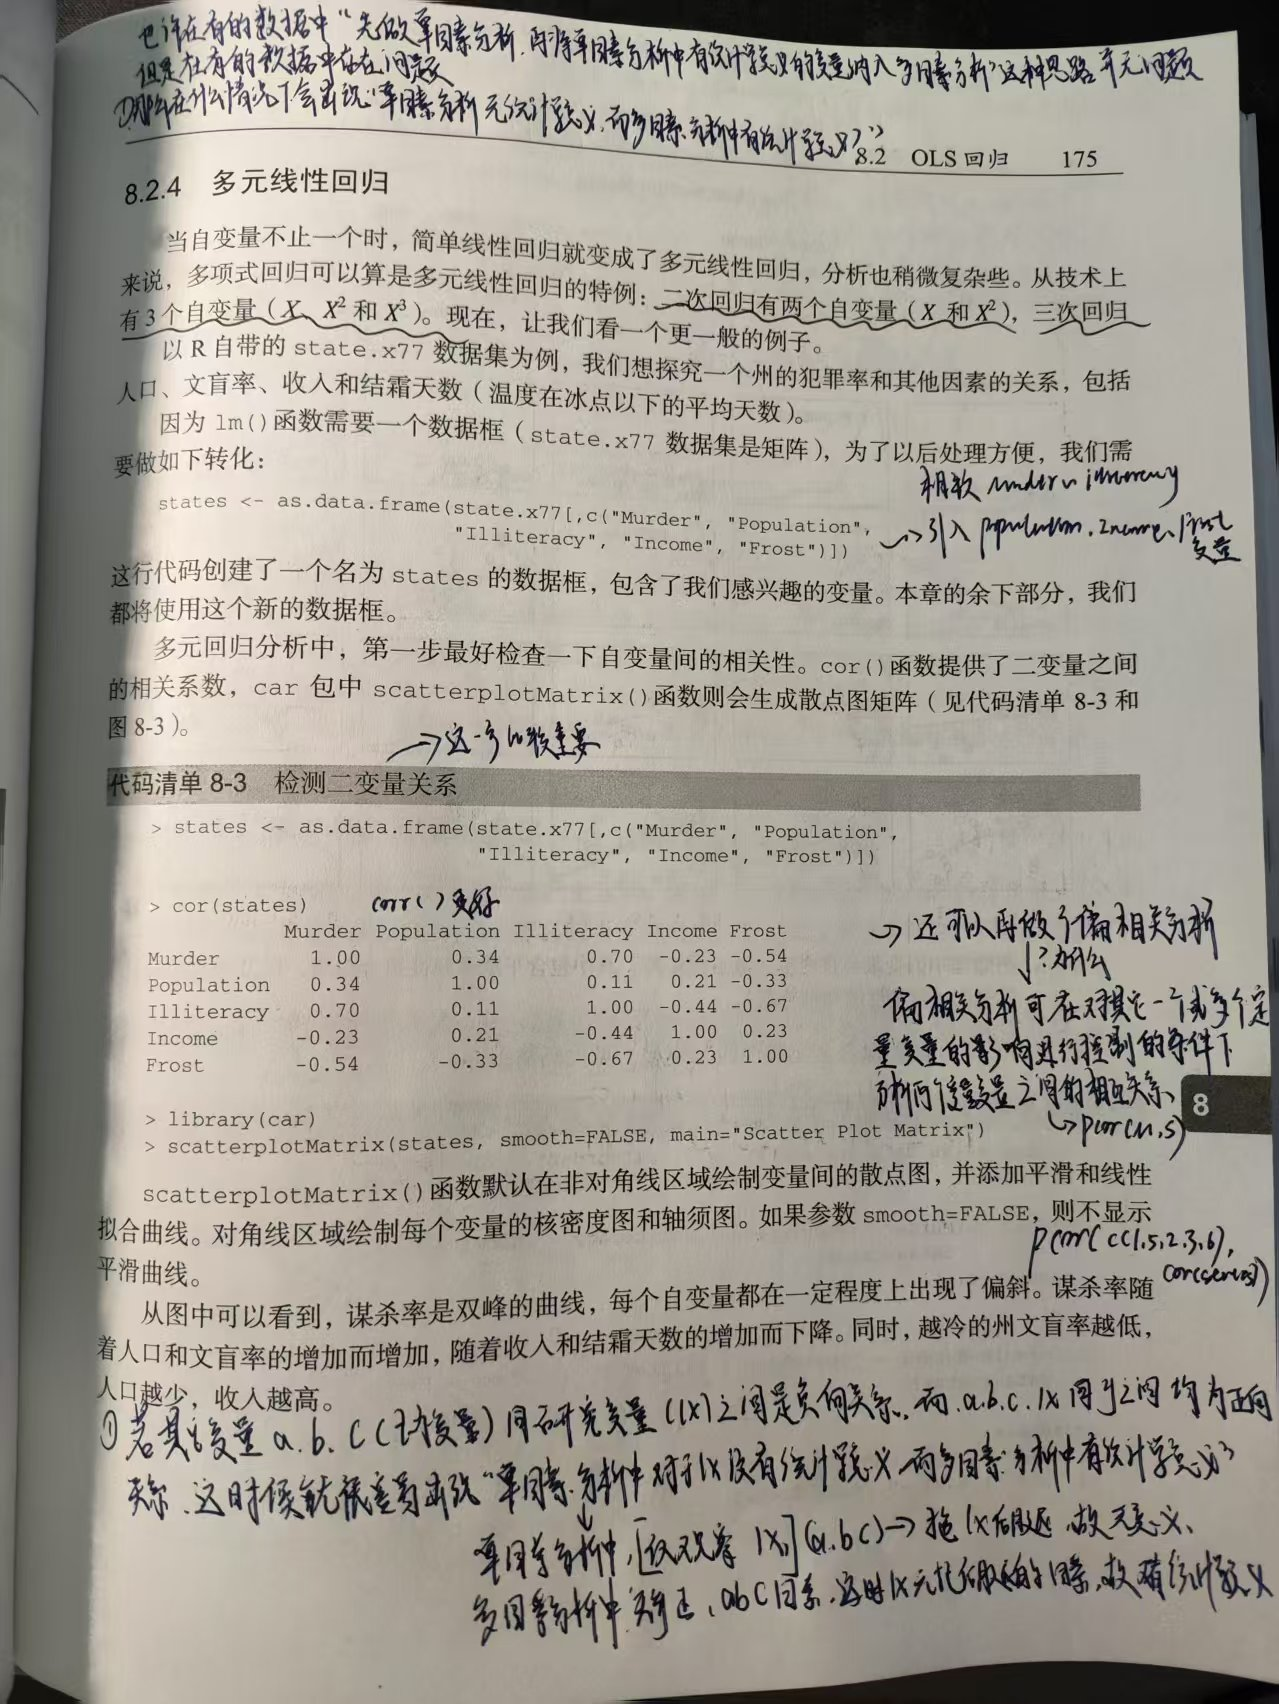 也许在有的数据中“先做单因素分析，再将单因素分析中有统计学意义的变量纳入多因素分析”这种思路并无问题
但是在有的数据中存在问题
①那么在什么情况下会出现“单因素分析无统计学意义，而多因素分析中有统计学意义？”
8.2 OLS 回归 175
8.2.4 多元线性回归
当自变量不止一个时，简单线性回归就变成了多元线性回归，分析也稍微复杂些。从技术上
来说，多项式回归可以算是多元线性回归的特例：二次回归有两个自变量（X 和 X²），三次回归
有 3 个自变量（X、X² 和 X³）。现在，让我们看一个更一般的例子。
以 R 自带的 state.x77 数据集为例，我们想探究一个州的犯罪率和其他因素的关系，包括
人口、文盲率、收入和结霜天数（温度在冰点以下的平均天数）。
因为 lm()函数需要一个数据框（state.x77 数据集是矩阵），为了以后处理方便，我们需
要做如下转化：
相关 murder illiteracy
states <- as.data.frame(state.x77[,c("Murder", "Population",
"Illiteracy", "Income", "Frost")])
→引入 population、Income、Frost
变量
这行代码创建了一个名为 states 的数据框，包含了我们感兴趣的变量。本章的余下部分，我们
都将使用这个新的数据框。
多元回归分析中，第一步最好检查一下自变量间的相关性。cor()函数提供了二变量之间
的相关系数，car 包中 scatterplotMatrix()函数则会生成散点图矩阵（见代码清单 8-3 和
图 8-3）。
→这一步比较重要
代码清单 8-3 检测二变量关系
> states <- as.data.frame(state.x77[,c("Murder", "Population",
"Illiteracy", "Income", "Frost")])
> cor(states) corr()更好
Murder Population Illiteracy Income Frost
Murder 1.00 0.34 0.70 -0.23 -0.54
Population 0.34 1.00 0.11 0.21 -0.33
Illiteracy 0.70 0.11 1.00 -0.44 -0.67
Income -0.23 0.21 -0.44 1.00 0.23
Frost -0.54 -0.33 -0.67 0.23 1.00
→还可以再做个偏相关分析
↓?为什么
偏相关分析可在对其它一个或多个定
量变量的影响进行控制的条件下
分析两个定量变量之间的相互关系
↳pcor(u,s)
8
> library(car)
> scatterplotMatrix(states, smooth=FALSE, main="Scatter Plot Matrix")
scatterplotMatrix()函数默认在非对角线区域绘制变量间的散点图，并添加平滑和线性
拟合曲线。对角线区域绘制每个变量的核密度图和轴须图。如果参数 smooth=FALSE，则不显示
平滑曲线。
pcor(c(1,5,2,3,6),
从图中可以看到，谋杀率是双峰的曲线，每个自变量都在一定程度上出现了偏斜。谋杀率随
着人口和文盲率的增加而增加，随着收入和结霜天数的增加而下降。同时，越冷的州文盲率越低，
人口越少，收入越高。
①若其它变量 a.b.c(协变量)同研究变量(1x)之间是负向关系，而 a.b.c.1x 同y之间均为正向
关系，这时候就很容易出现“单因素分析中对于1x没有统计学意义，而多因素分析中有统计学意义”
单因素分析中，[仅观察 1x](a,b,c)→拖1x后腿，故无意义、
多因素分析中矫正，abc因素，这时1x无拖后腿的因素，故有统计学意义